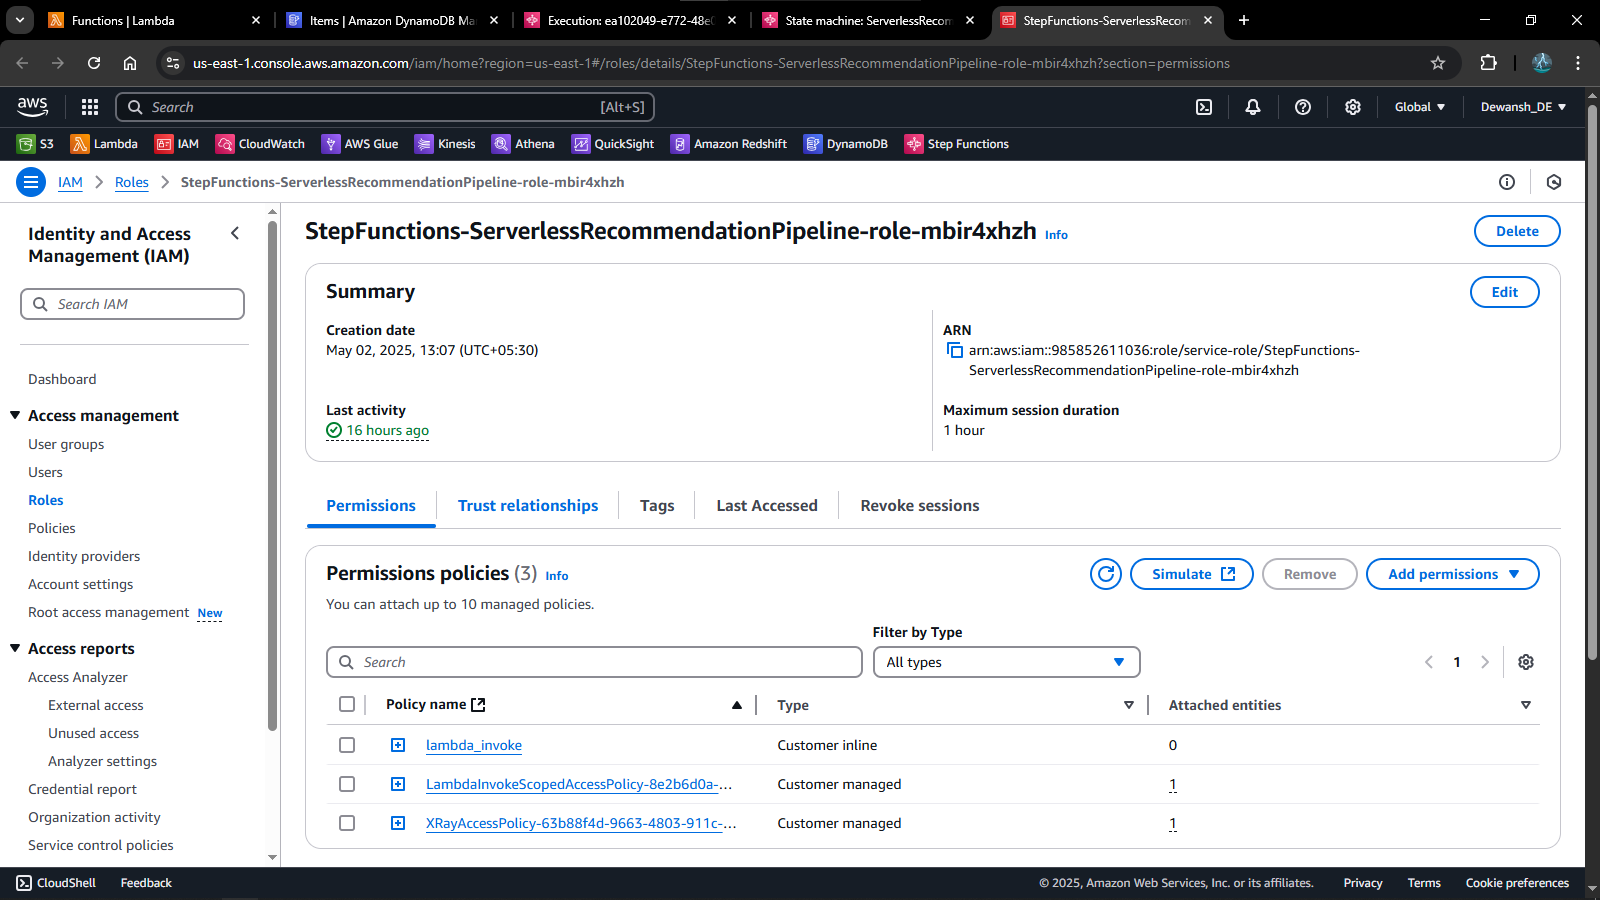 Functions | Lambda
Items | Amazon DynamoDB Ma
Execution: ea102049-e772-48e0
State machine: ServerlessRecom
StepFunctions-ServerlessRecom
us-east-1.console.aws.amazon.com/iam/home?region=us-east-1#/roles/details/StepFunctions-ServerlessRecommendationPipeline-role-mbir4xhzh?section=permissions
aws
Search
[Alt+S]
Global
Dewansh_DE
S3
Lambda
IAM
CloudWatch
AWS Glue
Kinesis
Athena
QuickSight
Amazon Redshift
DynamoDB
Step Functions
IAM
Roles
StepFunctions-ServerlessRecommendationPipeline-role-mbir4xhzh
Identity and Access
Management (IAM)
Search IAM
Dashboard
Access management
User groups
Users
Roles
Policies
Identity providers
Account settings
Root access management New
Access reports
Access Analyzer
External access
Unused access
Analyzer settings
Credential report
Organization activity
Service control policies
StepFunctions-ServerlessRecommendationPipeline-role-mbir4xhzh Info
Delete
Summary
Edit
Creation date
May 02, 2025, 13:07 (UTC+05:30)
ARN
arn:aws:iam::985852611036:role/service-role/StepFunctions-
ServerlessRecommendationPipeline-role-mbir4xhzh
Last activity
16 hours ago
Maximum session duration
1 hour
Permissions
Trust relationships
Tags
Last Accessed
Revoke sessions
Permissions policies (3) Info
Simulate
Remove
Add permissions
You can attach up to 10 managed policies.
Filter by Type
Search
All types
1
Policy name
Type
Attached entities
lambda_invoke
Customer inline
0
LambdaInvokeScopedAccessPolicy-8e2b6d0a-...
Customer managed
1
XRayAccessPolicy-63b88f4d-9663-4803-911c-...
Customer managed
1
CloudShell
Feedback
© 2025, Amazon Web Services, Inc. or its affiliates.
Privacy
Terms
Cookie preferences